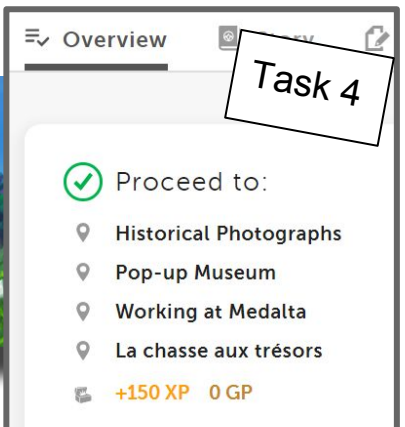 Overview
Task 4
Proceed to:
Historical Photographs
Pop-up Museum
Working at Medalta
La chasse aux trésors
+150 XP 0 GP